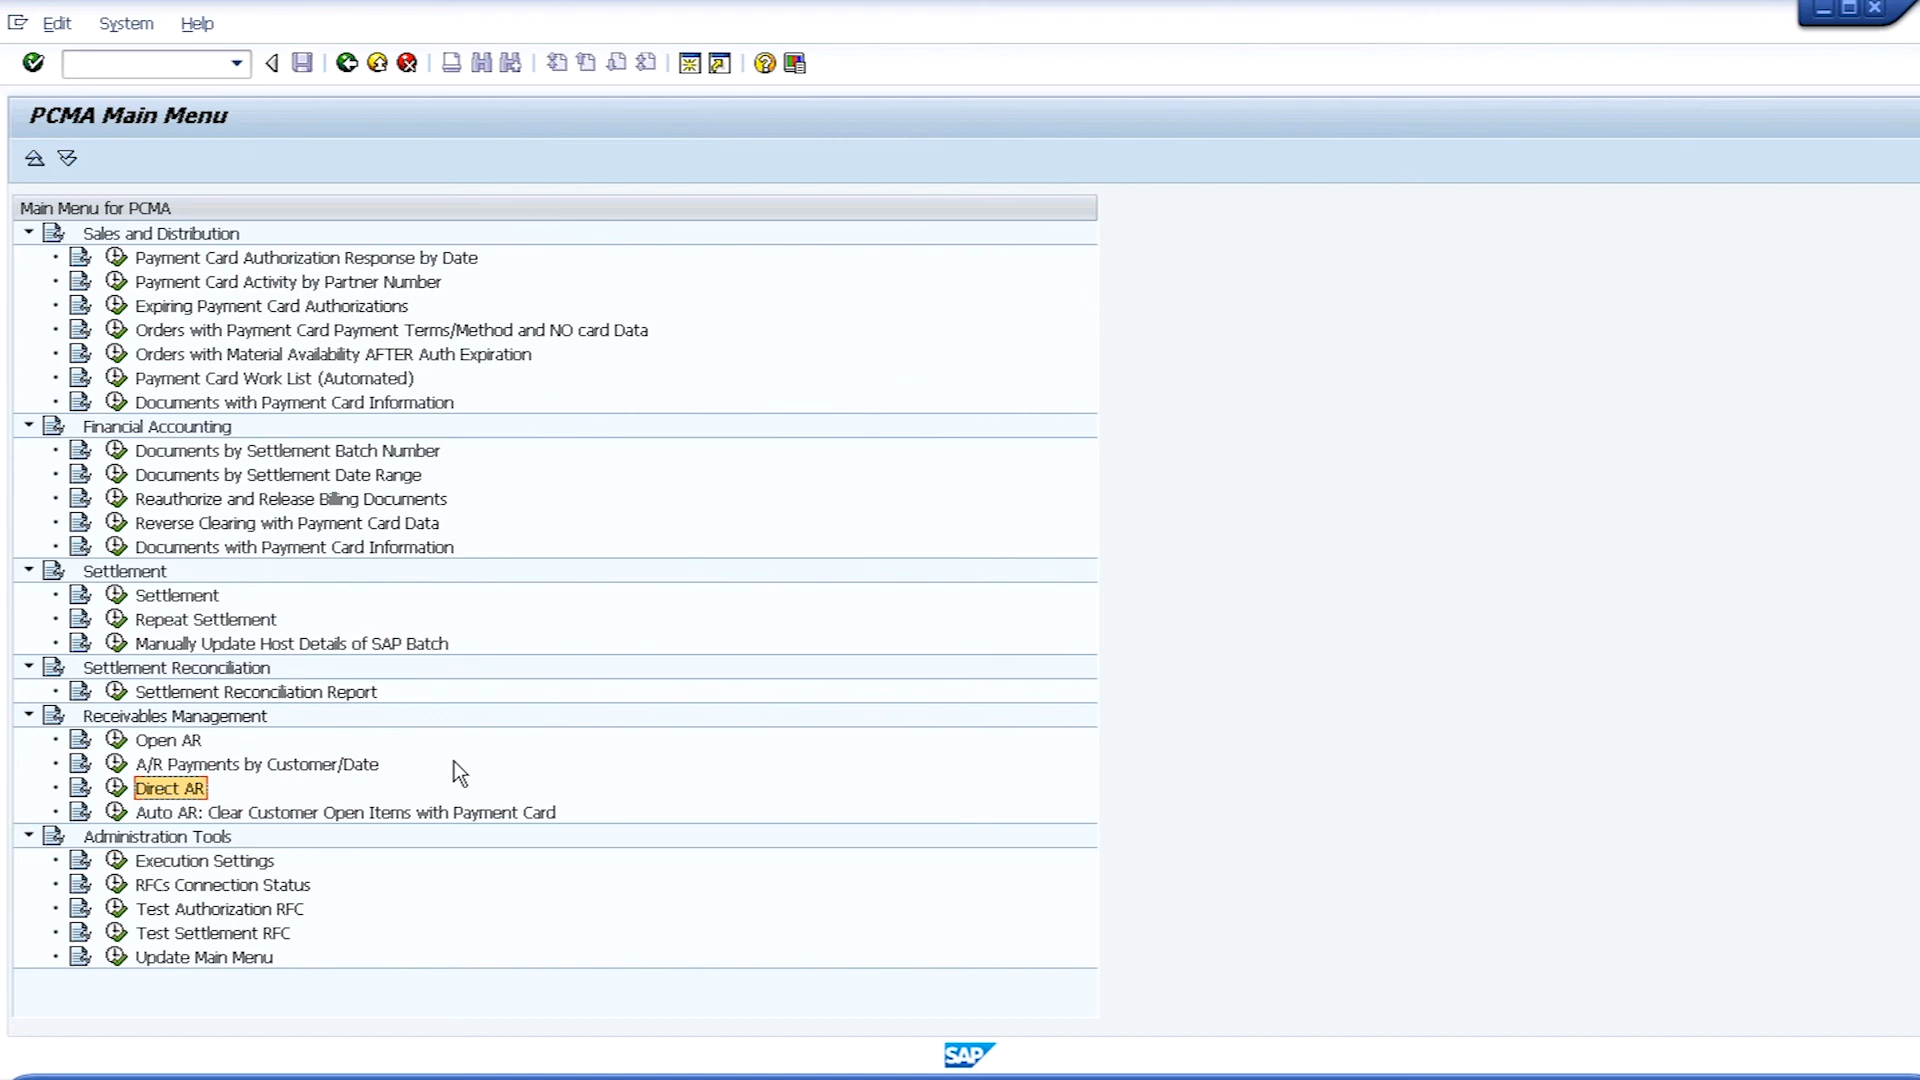 Edit System Help
PCMA Main Menu
Main Menu for PCMA
Sales and Distribution
Payment Card Authorization Response by Date
Payment Card Activity by Partner Number
Expiring Payment Card Authorizations
Orders with Payment Card Payment Terms/Method and NO card Data
Orders with Material Availability AFTER Auth Expiration
Payment Card Work List (Automated)
Documents with Payment Card Information
Financial Accounting
Documents by Settlement Batch Number
Documents by Settlement Date Range
Reauthorize and Release Billing Documents
Reverse Clearing with Payment Card Data
Documents with Payment Card Information
Settlement
Settlement
Repeat Settlement
Manually Update Host Details of SAP Batch
Settlement Reconciliation
Settlement Reconciliation Report
Receivables Management
Open AR
A/R Payments by Customer/Date
Direct AR
Auto AR: Clear Customer Open Items with Payment Card
Administration Tools
Execution Settings
RFCs Connection Status
Test Authorization RFC
Test Settlement RFC
Update Main Menu
SAP